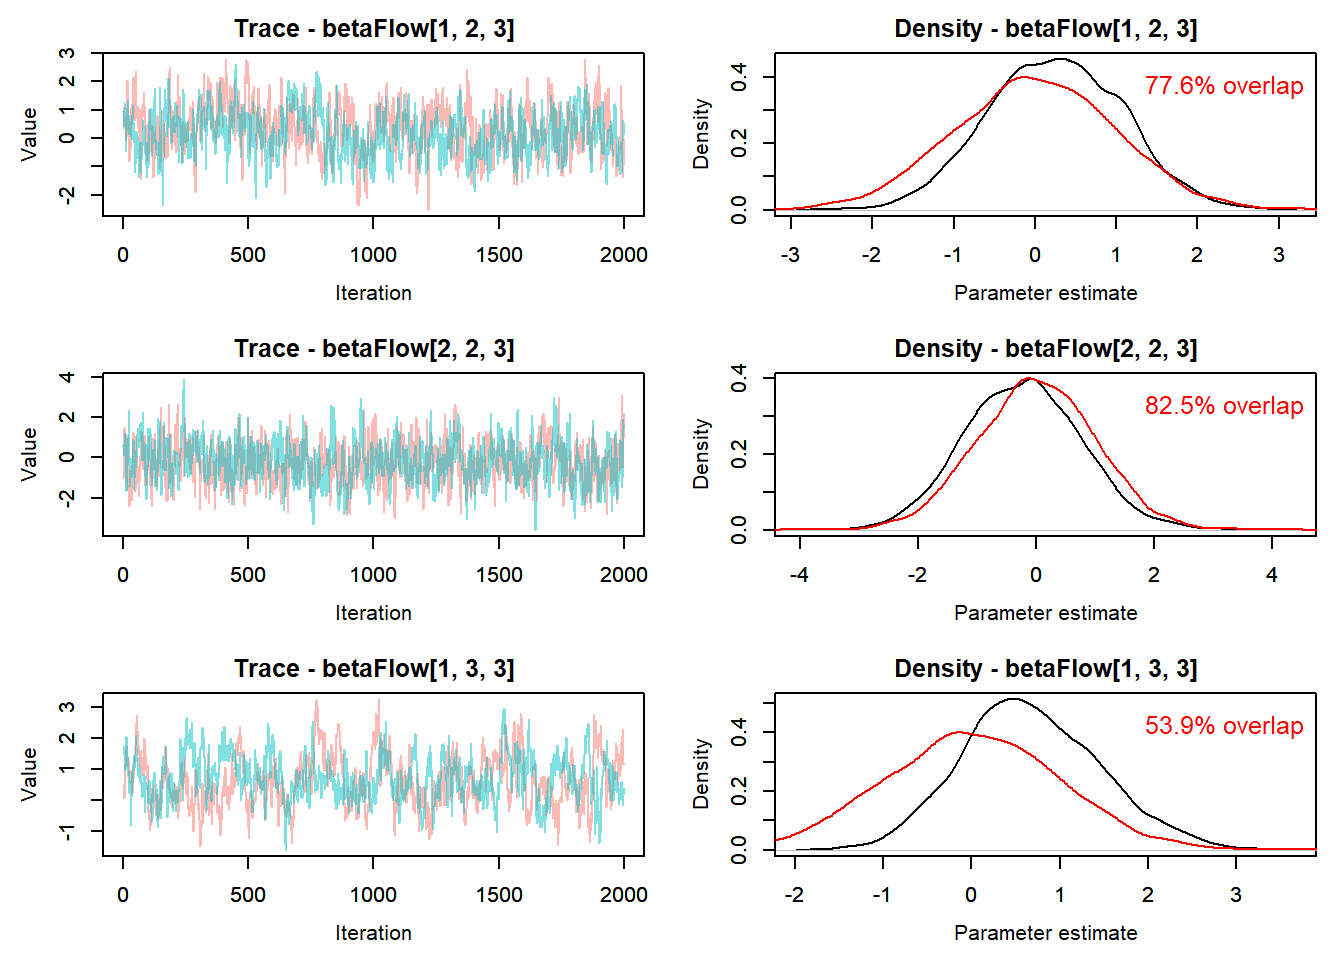 Trace - betaFlow[1, 2, 3]
Value
3
2
1
0
-2
0 500 1000 1500 2000
Iteration
Density - betaFlow[1, 2, 3]
Density
0.4
0.2
0.0
77.6% overlap
-3 -2 -1 0 1 2 3
Parameter estimate
Trace - betaFlow[2, 2, 3]
Value
4
2
0
-2
0 500 1000 1500 2000
Iteration
Density - betaFlow[2, 2, 3]
Density
0.4
0.2
0.0
82.5% overlap
-4 -2 0 2 4
Parameter estimate
Trace - betaFlow[1, 3, 3]
Value
3
2
1
-1
0 500 1000 1500 2000
Iteration
Density - betaFlow[1, 3, 3]
Density
0.4
0.2
0.0
53.9% overlap
-2 -1 0 1 2 3
Parameter estimate